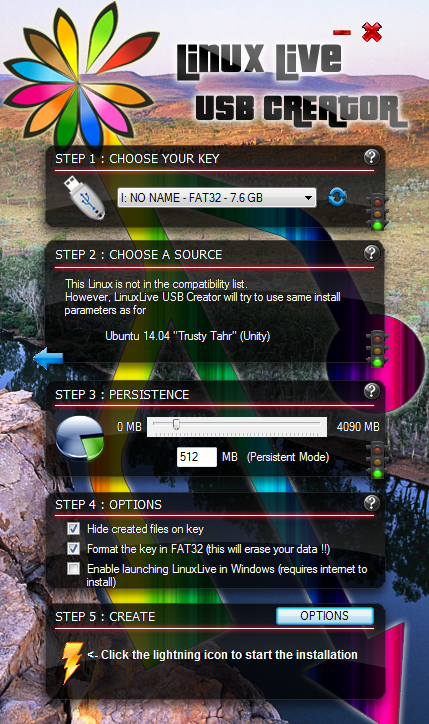 Linux Live
USB Creator
STEP 1 : CHOOSE YOUR KEY
?
I: NO NAME - FAT32 - 7.6 GB
STEP 2 : CHOOSE A SOURCE
?
This Linux is not in the compatibility list.
However, LinuxLive USB Creator will try to use same install
parameters as for
Ubuntu 14.04 "Trusty Tahr" (Unity)
STEP 3 : PERSISTENCE
?
0 MB 4090 MB
512 MB (Persistent Mode)
STEP 4 : OPTIONS
?
Hide created files on key
Format the key in FAT32 (this will erase your data !!)
Enable launching LinuxLive in Windows (requires internet to
install)
STEP 5 : CREATE OPTIONS
<- Click the lightning icon to start the installation